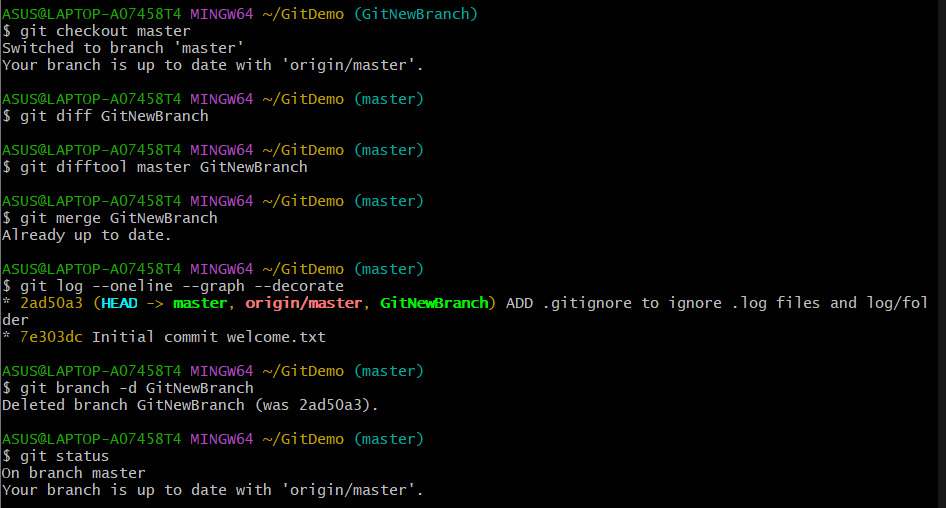 ASUS@LAPTOP-A07458T4 MINGW64 ~/GitDemo (GitNewBranch)
$ git checkout master
Switched to branch 'master'
Your branch is up to date with 'origin/master'.
ASUS@LAPTOP-A07458T4 MINGW64 ~/GitDemo (master)
$ git diff GitNewBranch
ASUS@LAPTOP-A07458T4 MINGW64 ~/GitDemo (master)
$ git difftool master GitNewBranch
ASUS@LAPTOP-A07458T4 MINGW64 ~/GitDemo (master)
$ git merge GitNewBranch
Already up to date.
ASUS@LAPTOP-A07458T4 MINGW64 ~/GitDemo (master)
$ git log --oneline --graph --decorate
* 2ad50a3 (HEAD -> master, origin/master, GitNewBranch) ADD .gitignore to ignore .log files and log/fol
der
* 7e303dc Initial commit welcome.txt
ASUS@LAPTOP-A07458T4 MINGW64 ~/GitDemo (master)
$ git branch -d GitNewBranch
Deleted branch GitNewBranch (was 2ad50a3).
ASUS@LAPTOP-A07458T4 MINGW64 ~/GitDemo (master)
$ git status
On branch master
Your branch is up to date with 'origin/master'.